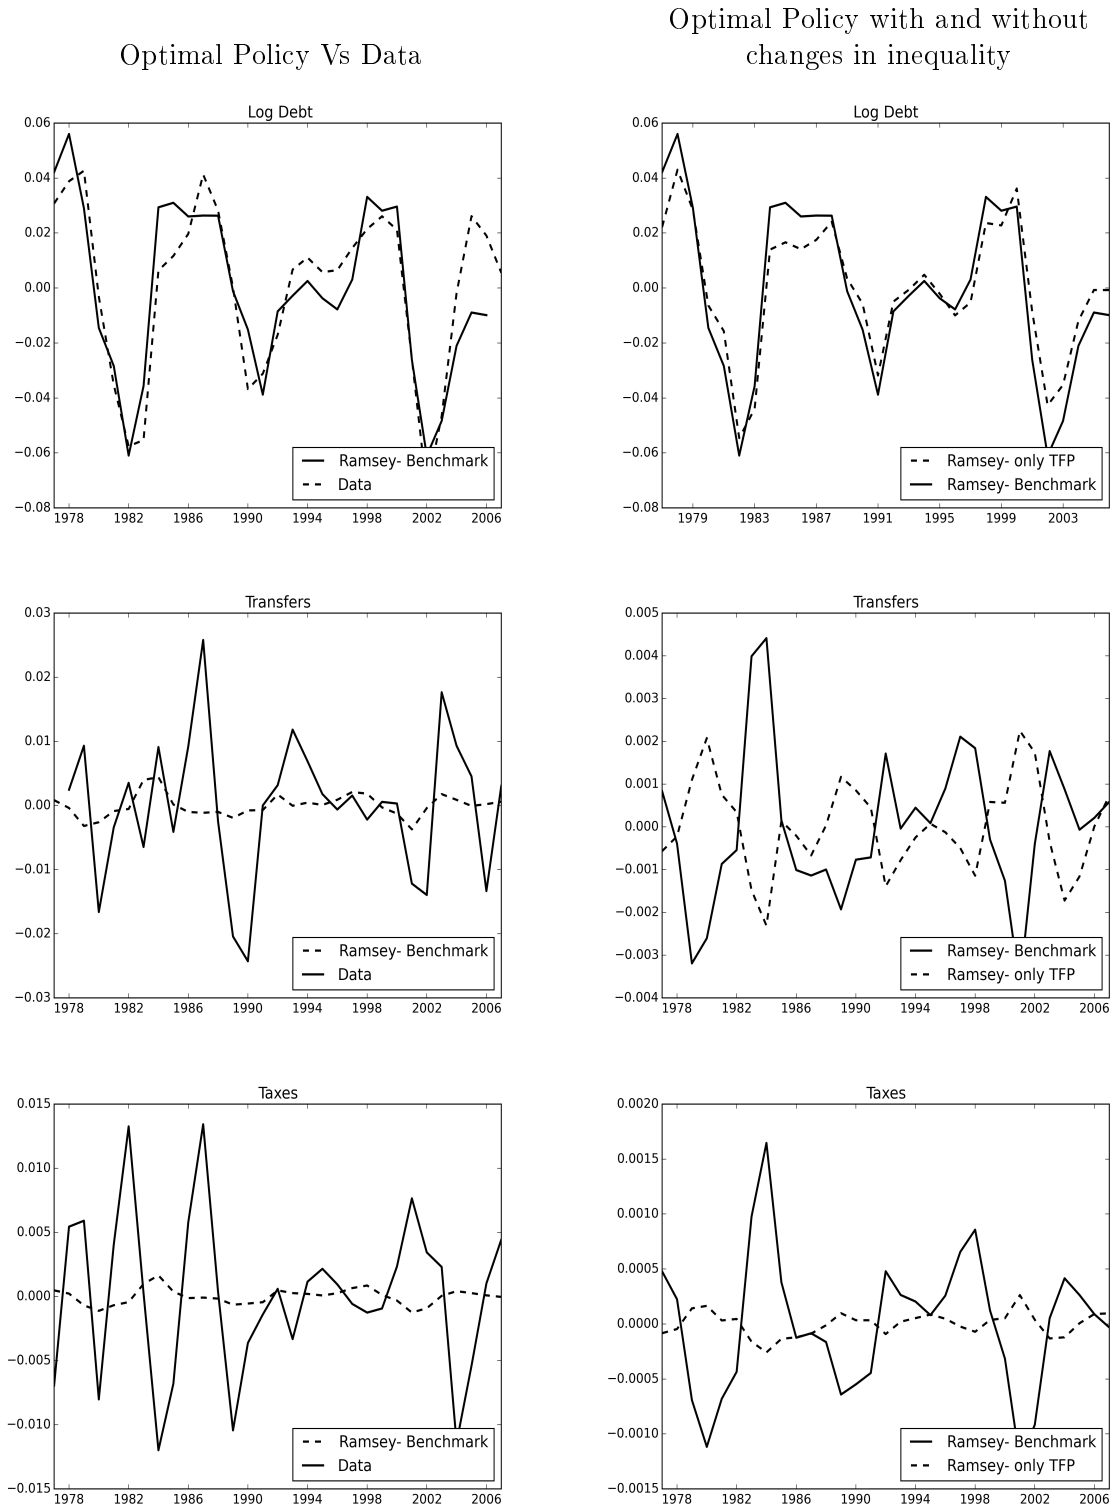 Optimal Policy Vs Data
Optimal Policy with and without
changes in inequality
Log Debt
0.06
0.04
0.02
0.00
−0.02
−0.04
−0.06
−0.08
1978 1982 1986 1990 1994 1998 2002 2006
Ramsey- Benchmark
Data
Log Debt
0.06
0.04
0.02
0.00
−0.02
−0.04
−0.06
−0.08
1979 1983 1987 1991 1995 1999 2003
Ramsey- only TFP
Ramsey- Benchmark
Transfers
0.03
0.02
0.01
0.00
−0.01
−0.02
−0.03
1978 1982 1986 1990 1994 1998 2002 2006
Ramsey- Benchmark
Data
Transfers
0.005
0.004
0.003
0.002
0.001
0.000
−0.001
−0.002
−0.003
−0.004
1978 1982 1986 1990 1994 1998 2002 2006
Ramsey- Benchmark
Ramsey- only TFP
Taxes
0.015
0.010
0.005
0.000
−0.005
−0.010
−0.015
1978 1982 1986 1990 1994 1998 2002 2006
Ramsey- Benchmark
Data
Taxes
0.0020
0.0015
0.0010
0.0005
0.0000
−0.0005
−0.0010
−0.0015
1978 1982 1986 1990 1994 1998 2002 2006
Ramsey- Benchmark
Ramsey- only TFP